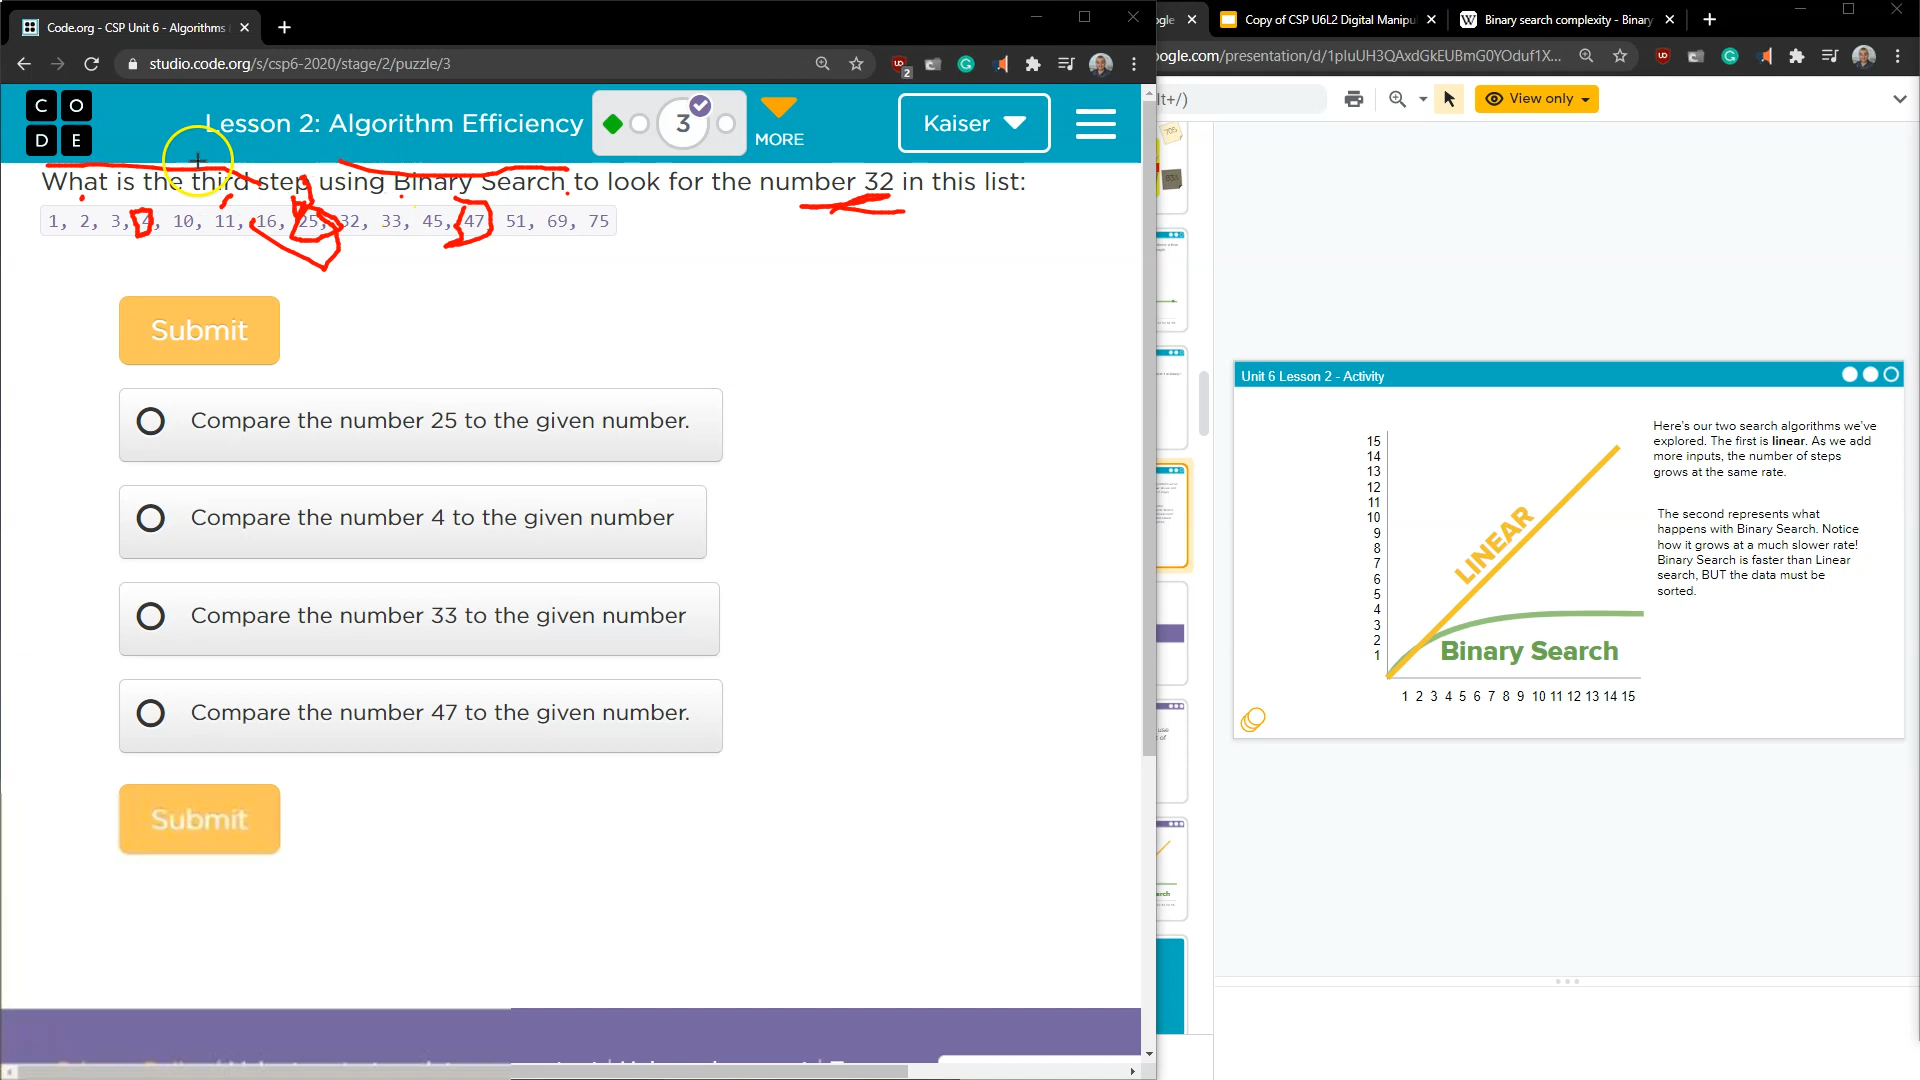 Code.org - CSP Unit 6 - Algorithms
studio.code.org/s/csp6-2020/stage/2/puzzle/3
2
C O
D E
Lesson 2: Algorithm Efficiency
3
MORE
Kaiser
What is the third step using Binary Search to look for the number 32 in this list:
1, 2, 3, 4, 10, 11, 16, 25, 32, 33, 45, 47, 51, 69, 75
Submit
Compare the number 25 to the given number.
Compare the number 4 to the given number
Compare the number 33 to the given number
Compare the number 47 to the given number.
Submit
ogle
Copy of CSP U6L2 Digital Manipul
Binary search complexity - Binary
ogle.com/presentation/d/1pIuUH3QAxdGkEUBmG0YOduf1X...
lt+/)
View only
Unit 6 Lesson 2 - Activity
15
14
13
12
11
10
9
8
7
6
5
4
3
2
1
LINEAR
Binary Search
1 2 3 4 5 6 7 8 9 10 11 12 13 14 15
Here's our two search algorithms we've
explored. The first is linear. As we add
more inputs, the number of steps
grows at the same rate.
The second represents what
happens with Binary Search. Notice
how it grows at a much slower rate!
Binary Search is faster than Linear
search, BUT the data must be
sorted.